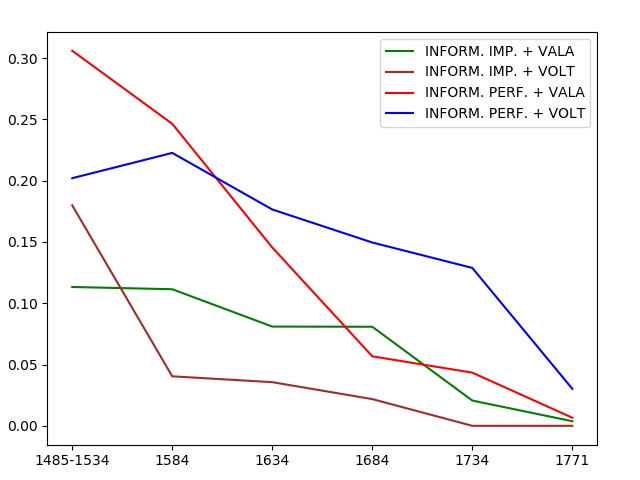 INFORM. IMP. + VALA
INFORM. IMP. + VOLT
INFORM. PERF. + VALA
INFORM. PERF. + VOLT
0.30
0.25
0.20
0.15
0.10
0.05
0.00
1485-1534 1584 1634 1684 1734 1771